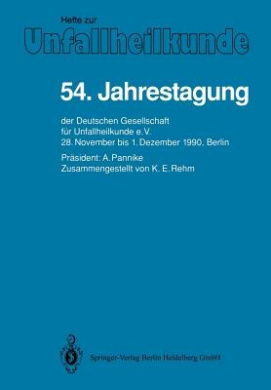 Hefte zur
Unfallheilkunde
54. Jahrestagung
der Deutschen Gesellschaft
für Unfallheilkunde e.V.
28. November bis 1. Dezember 1990, Berlin
Präsident: A. Pannike
Zusammengestellt von K. E. Rehm
Springer-Verlag Berlin Heidelberg GmbH